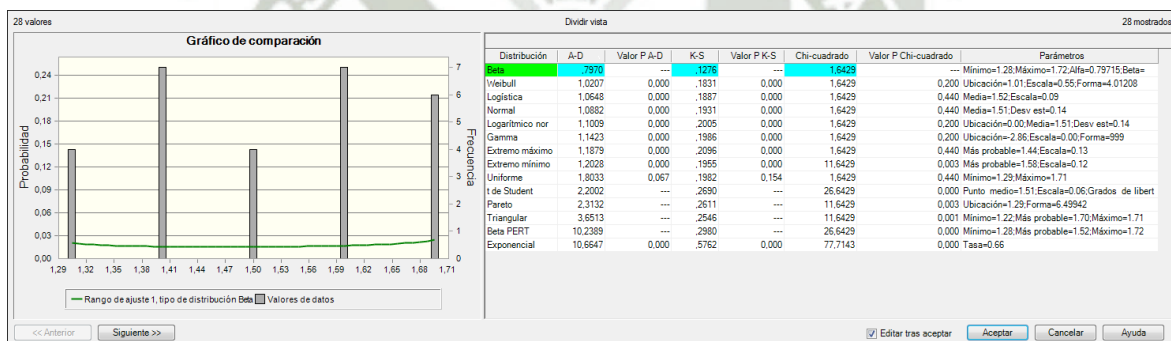 28 valores Dividir vista 28 mostrados
Gráfico de comparación
Probabilidad
0,24
0,21
0,18
0,15
0,12
0,09
0,06
0,03
0,00
7
6
5
4
3
2
1
0
Frecuencia
1,29 1,32 1,35 1,38 1,41 1,44 1,47 1,50 1,53 1,56 1,59 1,62 1,65 1,68 1,71
Rango de ajuste 1, tipo de distribución Beta Valores de datos
Distribución A-D Valor P A-D K-S Valor P K-S Chi-cuadrado Valor P Chi-cuadrado Parámetros
Beta ,7970 --- ,1276 --- 1,6429 --- Mínimo=1.28;Máximo=1.72;Alfa=0.79715;Beta=
Weibull 1,0207 0,000 ,1831 0,000 1,6429 0,200 Ubicación=1.01;Escala=0.55;Forma=4.01208
Logística 1,0648 0,000 ,1887 0,000 1,6429 0,440 Media=1.52;Escala=0.09
Normal 1,0882 0,000 ,1931 0,000 1,6429 0,440 Media=1.51;Desv est=0.14
Logarítmico nor 1,1009 0,000 ,2005 0,000 1,6429 0,200 Ubicación=0.00;Media=1.51;Desv est=0.14
Gamma 1,1423 0,000 ,1986 0,000 1,6429 0,200 Ubicación=-2.86;Escala=0.00;Forma=999
Extremo máximo 1,1879 0,000 ,2096 0,000 1,6429 0,440 Más probable=1.44;Escala=0.13
Extremo mínimo 1,2028 0,000 ,1955 0,000 11,6429 0,003 Más probable=1.58;Escala=0.12
Uniforme 1,8033 0,067 ,1982 0,154 1,6429 0,440 Mínimo=1.29;Máximo=1.71
t de Student 2,2002 --- ,2690 --- 26,6429 0,000 Punto medio=1.51;Escala=0.06;Grados de libert
Pareto 2,3132 --- ,2611 --- 11,6429 0,003 Ubicación=1.29;Forma=6.49942
Triangular 3,6513 --- ,2546 --- 11,6429 0,001 Mínimo=1.22;Más probable=1.70;Máximo=1.71
Beta PERT 10,2389 --- ,2980 --- 26,6429 0,000 Mínimo=1.28;Más probable=1.52;Máximo=1.72
Exponencial 10,6647 0,000 ,5762 0,000 77,7143 0,000 Tasa=0.66
<< Anterior Siguiente >> Editar tras aceptar Aceptar Cancelar Ayuda